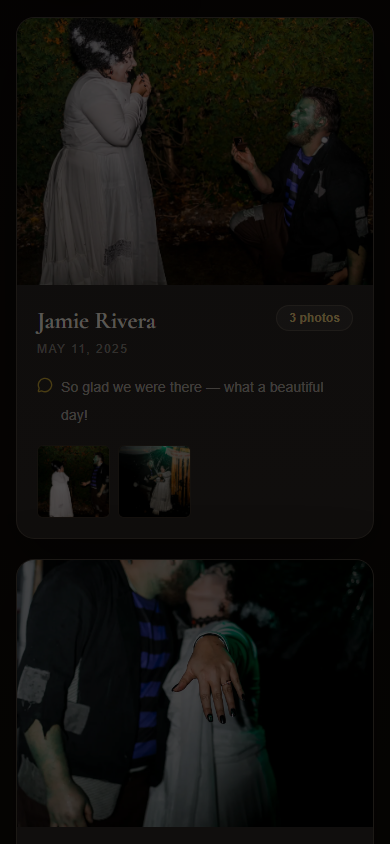 Jamie Rivera
3 photos
MAY 11, 2025
So glad we were there — what a beautiful
day!